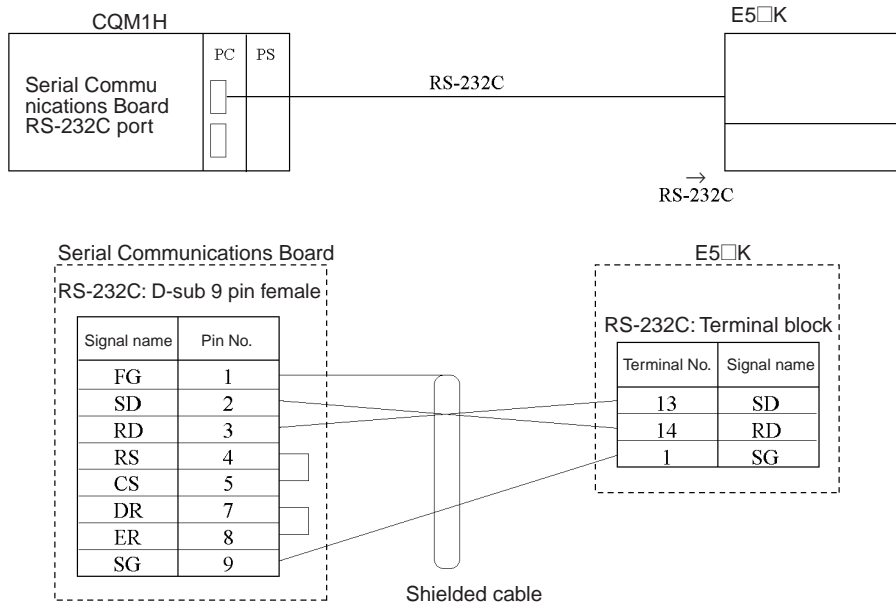 CQM1H
E5□K
PC PS
Serial Commu
nications Board
RS-232C port
RS-232C
→
RS-232C
Serial Communications Board
E5□K
RS-232C: D-sub 9 pin female
RS-232C: Terminal block
Signal name Pin No.
FG 1
SD 2
RD 3
RS 4
CS 5
DR 7
ER 8
SG 9
Terminal No. Signal name
13 SD
14 RD
1 SG
Shielded cable